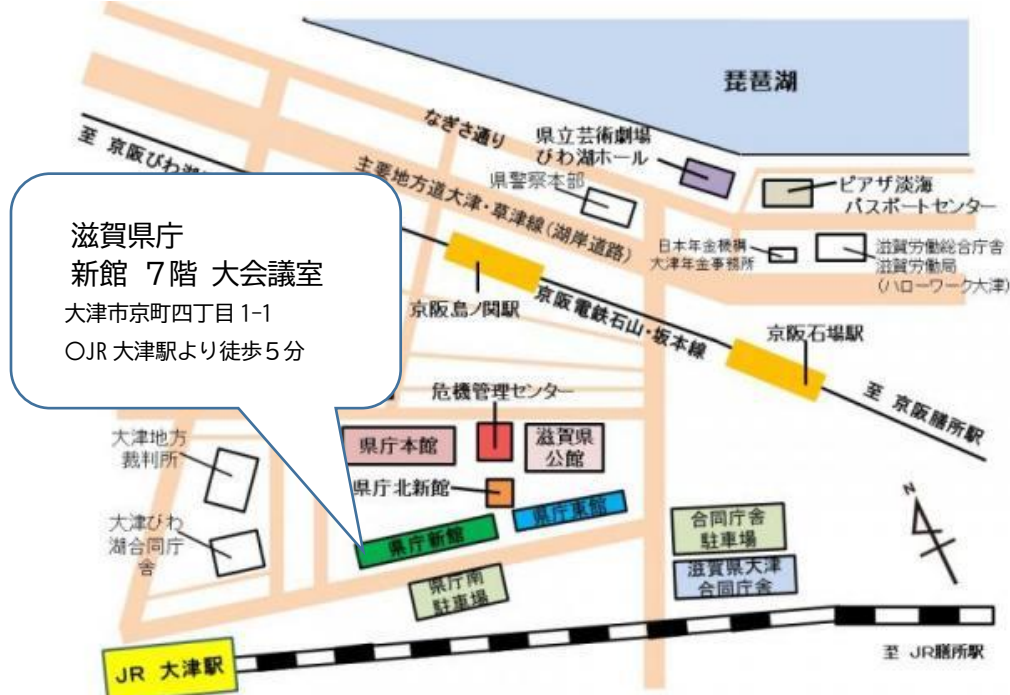 琵琶湖
なぎさ通り
県立芸術劇場
びわ湖ホール
至 京阪びわ湖
主要地方道大津・草津線(湖岸道路)
県警察本部
ピアザ淡海
パスポートセンター
滋賀県庁
新館 7階 大会議室
大津市京町四丁目1-1
〇JR大津駅より徒歩5分
日本年金機構
大津年金事務所
滋賀労働総合庁舎
滋賀労働局
(ハローワーク大津)
京阪島ノ関駅
京阪電鉄石山・坂本線
京阪石場駅
至 京阪膳所駅
危機管理センター
大津地方
裁判所
県庁本館
滋賀県
公館
県庁北新館
県庁東館
県庁新館
大津びわ
湖合同庁
舎
合同庁舎
駐車場
滋賀県大津
合同庁舎
県庁南
駐車場
N
JR 大津駅
至 JR膳所駅